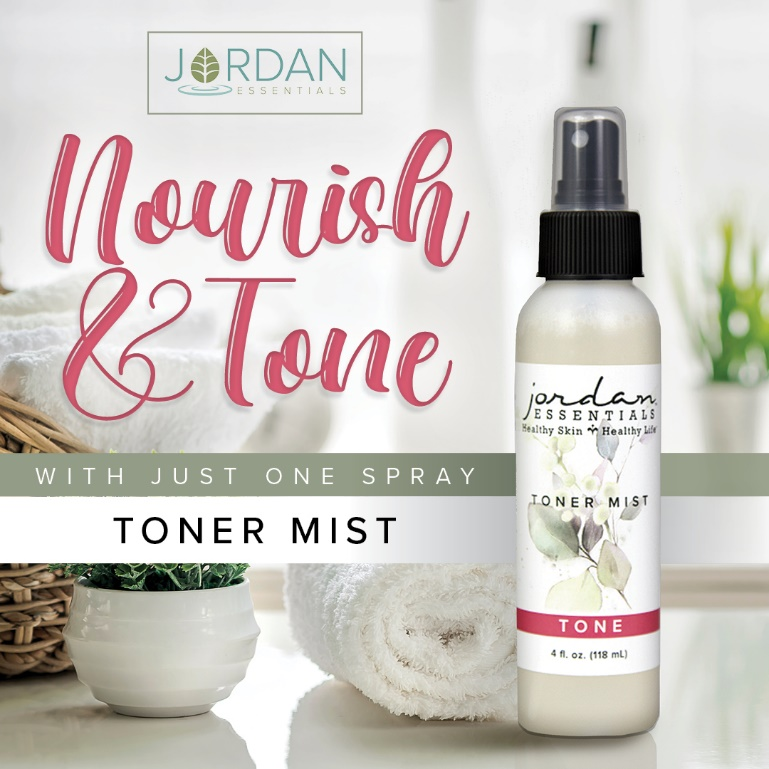 JORDAN
ESSENTIALS
Nourish
& Tone
WITH JUST ONE SPRAY
TONER MIST
jordan
ESSENTIALS
Healthy Skin Healthy Life
TONER MIST
TONE
4 fl. oz. (118 mL)